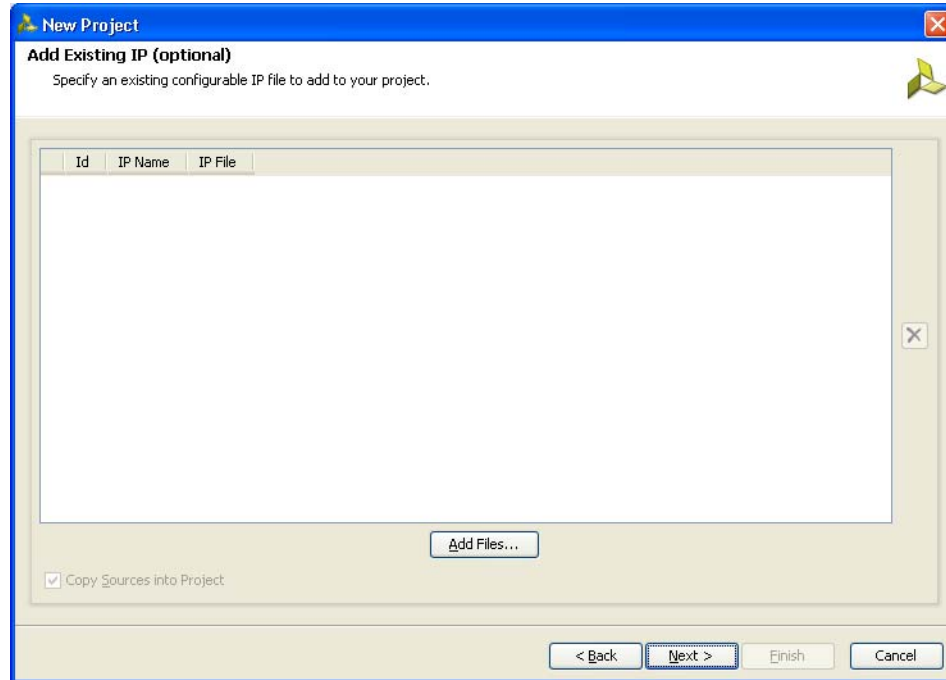 New Project
Add Existing IP (optional)
Specify an existing configurable IP file to add to your project.
Id IP Name IP File
Add Files...
Copy Sources into Project
< Back Next > Finish Cancel